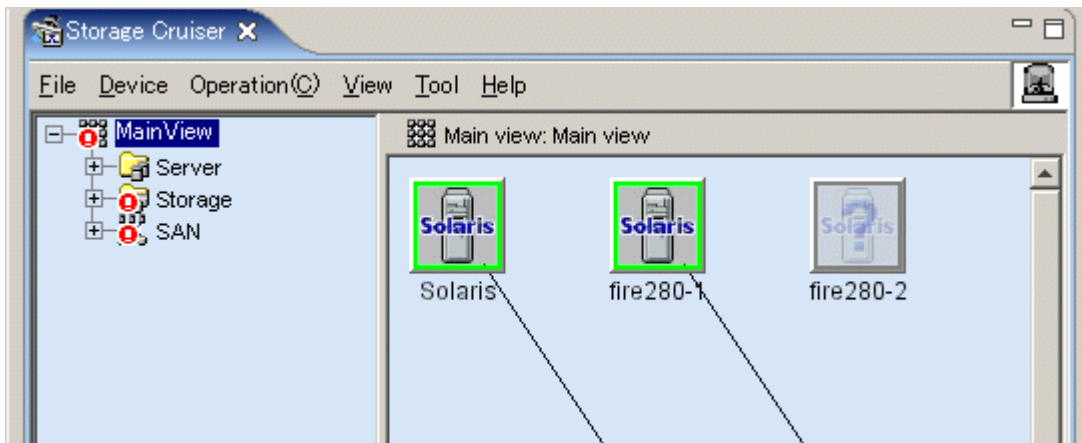 Storage Cruiser
File Device Operation(C) View Tool Help
MainView
Main view: Main view
Server
Storage
SAN
Solaris Solaris Solaris
?
Solaris fire280-1 fire280-2